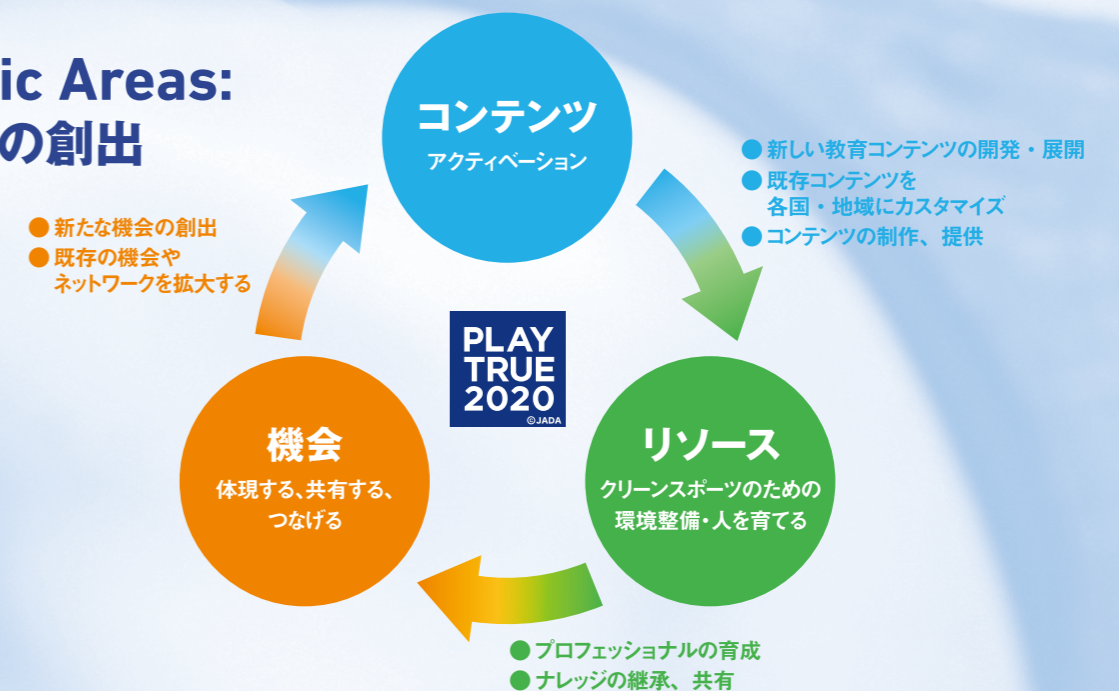 ic Areas:
の創出
コンテンツ
アクティベーション
● 新しい教育コンテンツの開発・展開
● 既存コンテンツを
各国・地域にカスタマイズ
● コンテンツの制作、提供
● 新たな機会の創出
● 既存の機会や
ネットワークを拡大する
PLAY
TRUE
2020
©JADA
機会
体現する、共有する、
つなげる
リソース
クリーンスポーツのための
環境整備・人を育てる
● プロフェッショナルの育成
● ナレッジの継承、共有